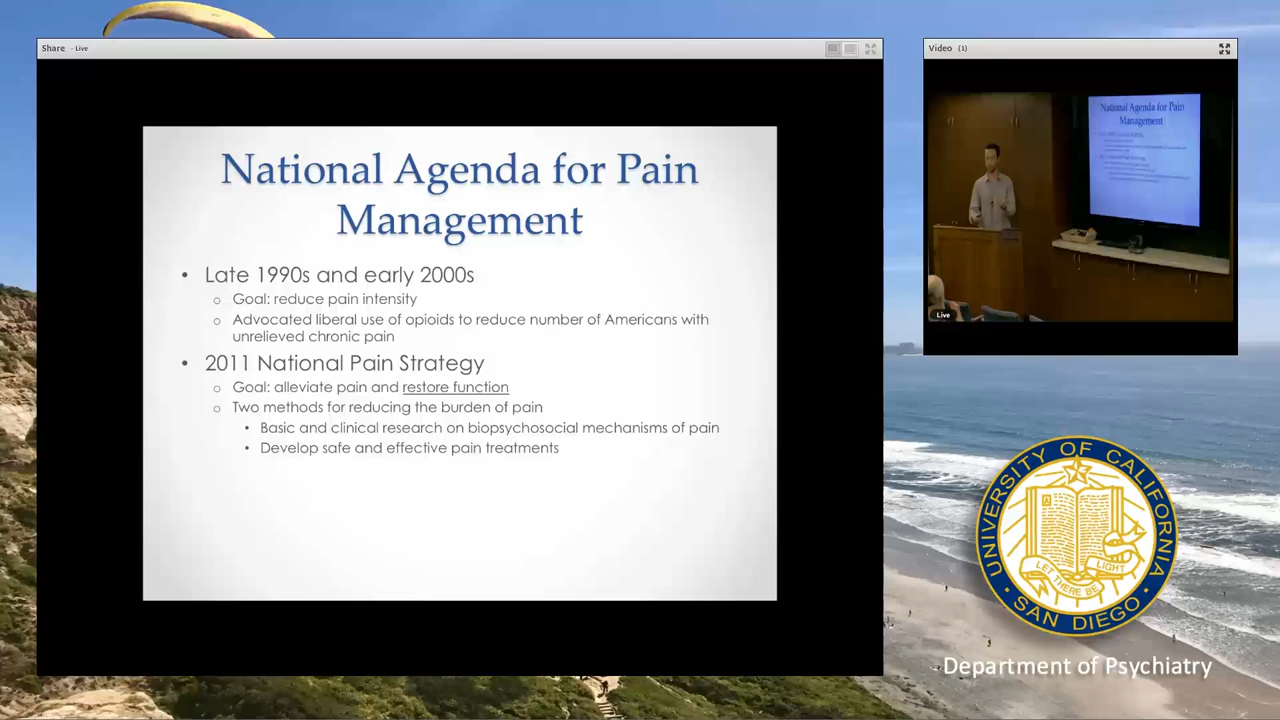 Share - Live
Video (1)
National Agenda for Pain
Management
• Late 1990s and early 2000s
o Goal: reduce pain intensity
o Advocated liberal use of opioids to reduce number of Americans with
unrelieved chronic pain
• 2011 National Pain Strategy
o Goal: alleviate pain and restore function
o Two methods for reducing the burden of pain
• Basic and clinical research on biopsychosocial mechanisms of pain
• Develop safe and effective pain treatments
National Agenda for Pain
Management
Live
UNIVERSITY OF CALIFORNIA
LET THERE BE LIGHT
• SAN DIEGO •
Department of Psychiatry